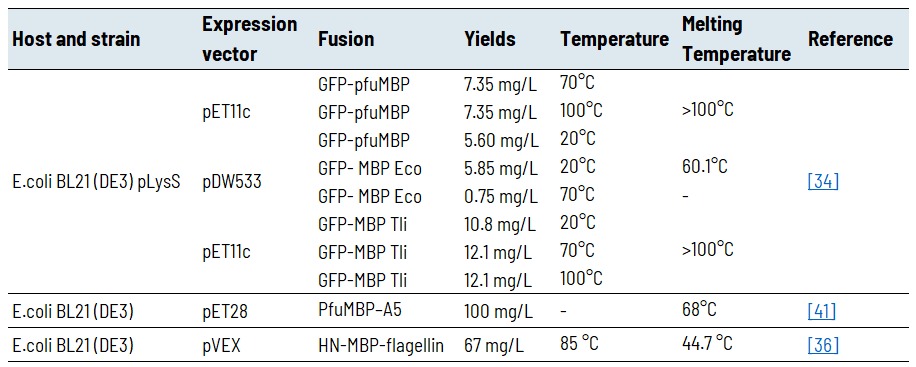 Host and strain Expression vector Fusion Yields Temperature Melting Temperature Reference
GFP-pfuMBP 7.35 mg/L 70°C
pET11c GFP-pfuMBP 7.35 mg/L 100°C >100°C
GFP-pfuMBP 5.60 mg/L 20°C
E.coli BL21 (DE3) pLysS pDW533 GFP- MBP Eco 5.85 mg/L 20°C 60.1°C [34]
GFP- MBP Eco 0.75 mg/L 70°C -
GFP-MBP Tli 10.8 mg/L 20°C
pET11c GFP-MBP Tli 12.1 mg/L 70°C >100°C
GFP-MBP Tli 12.1 mg/L 100°C
E.coli BL21 (DE3) pET28 PfuMBP–A5 100 mg/L - 68°C [41]
E.coli BL21 (DE3) pVEX HN-MBP-flagellin 67 mg/L 85 °C 44.7 °C [36]